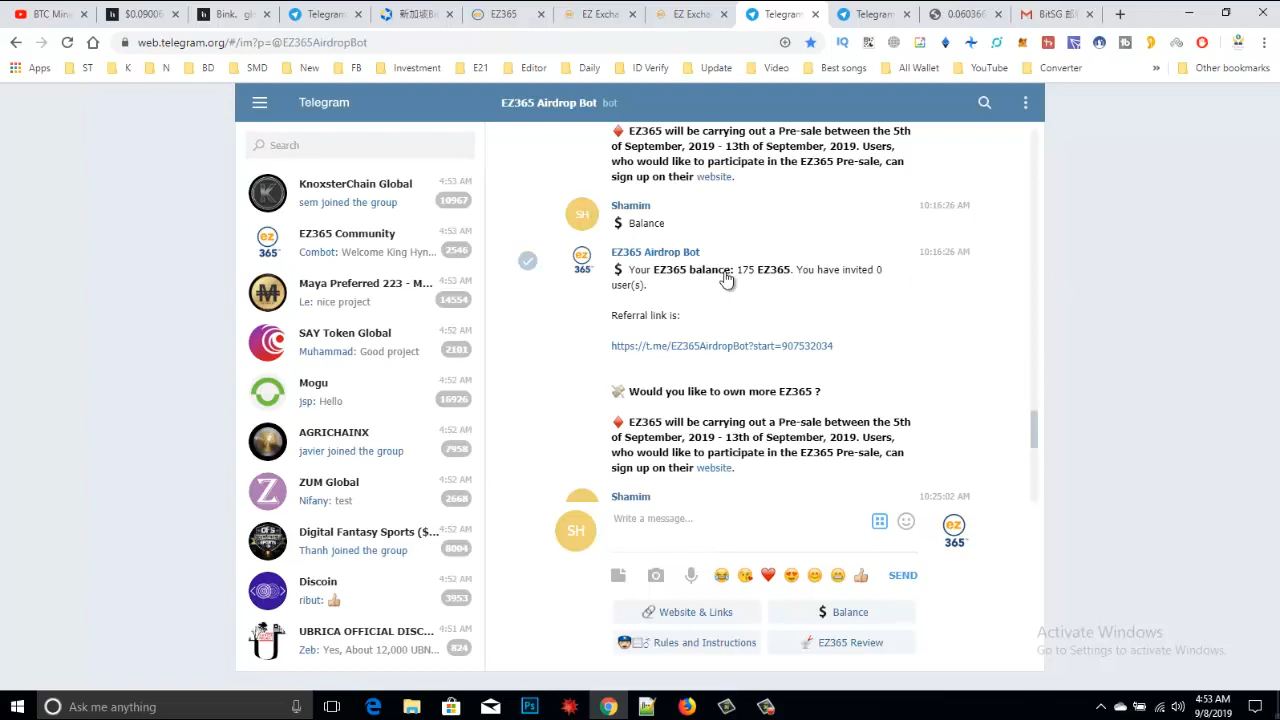 BTC Mine
$0.09006
Bink. gl
Telegram
新加坡B
EZ365
EZ Excha
EZ Excha
Telegram
Telegram
0.060366
BitSG
web.telegram.org/#/im?p=@EZ365AirdropBot
Apps ST K N BD SMD New FB Investment E21 Editor Daily ID Verify Update Video Best songs All Wallet YouTube Converter » Other bookmarks
Telegram
EZ365 Airdrop Bot bot
Search
KnoxsterChain Global 4:53 AM
sem joined the group 10967
EZ365 Community 4:53 AM
Combot: Welcome King Hyn... 2546
Maya Preferred 223 - M... 4:53 AM
Le: nice project 14554
SAY Token Global 4:52 AM
Muhammad: Good project 2101
Mogu 4:52 AM
jsp: Hello 16926
AGRICHAINX 4:52 AM
javier joined the group 7958
ZUM Global 4:52 AM
Nifany: test 2668
Digital Fantasy Sports ($... 4:52 AM
Thanh joined the group 8004
Discoin 4:52 AM
ribut: 👍 3953
UBRICA OFFICIAL DISC... 4:51 AM
Zeb: Yes, About 12,000 UBN... 824
EZ365 will be carrying out a Pre-sale between the 5th
of September, 2019 - 13th of September, 2019. Users,
who would like to participate in the EZ365 Pre-sale, can
sign up on their website.
SH
Shamim 10:16:26 AM
$ Balance
ez
365
EZ365 Airdrop Bot 10:16:26 AM
$ Your EZ365 balance: 175 EZ365. You have invited 0
user(s).
Referral link is:
https://t.me/EZ365AirdropBot?start=907532034
Would you like to own more EZ365 ?
EZ365 will be carrying out a Pre-sale between the 5th
of September, 2019 - 13th of September, 2019. Users,
who would like to participate in the EZ365 Pre-sale, can
sign up on their website.
Shamim 10:25:02 AM
SH
Write a message...
ez
365
SEND
Website & Links
$ Balance
Rules and Instructions
EZ365 Review
Activate Windows
Go to Settings to activate Windows.
Ask me anything
4:53 AM
9/8/2019